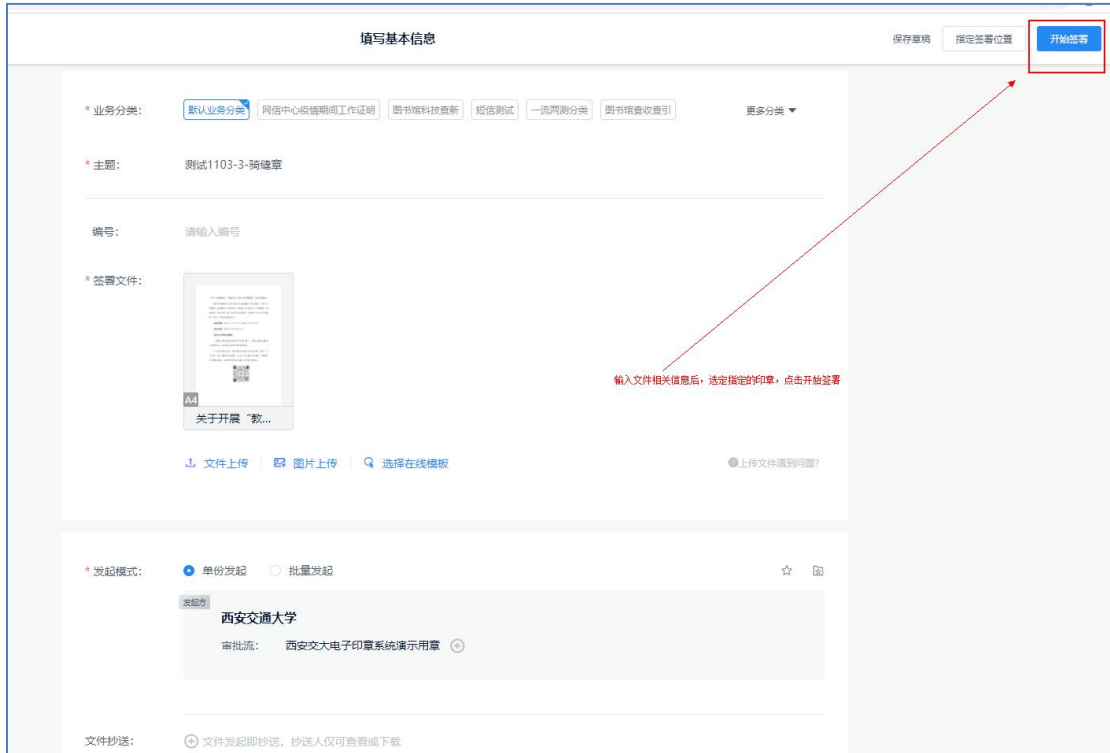 填写基本信息
保存草稿 指定签署位置 开始签署
* 业务分类: 默认业务分类 网信中心疫情期间工作证明 图书馆科技查新 短信测试 一流两测分类 图书馆查收查引 更多分类
* 主题: 测试1103-3-骑缝章
编号: 请输入编号
* 签署文件:
输入文件相关信息后，选定指定的印章，点击开始签署
A4
关于开展“教...
文件上传 图片上传 选择在线模板 上传文件遇到问题?
* 发起模式: 单份发起 批量发起
发起方
西安交通大学
审批流: 西安交大电子印章系统演示用章
文件抄送: 文件发起即抄送，抄送人仅可查看或下载